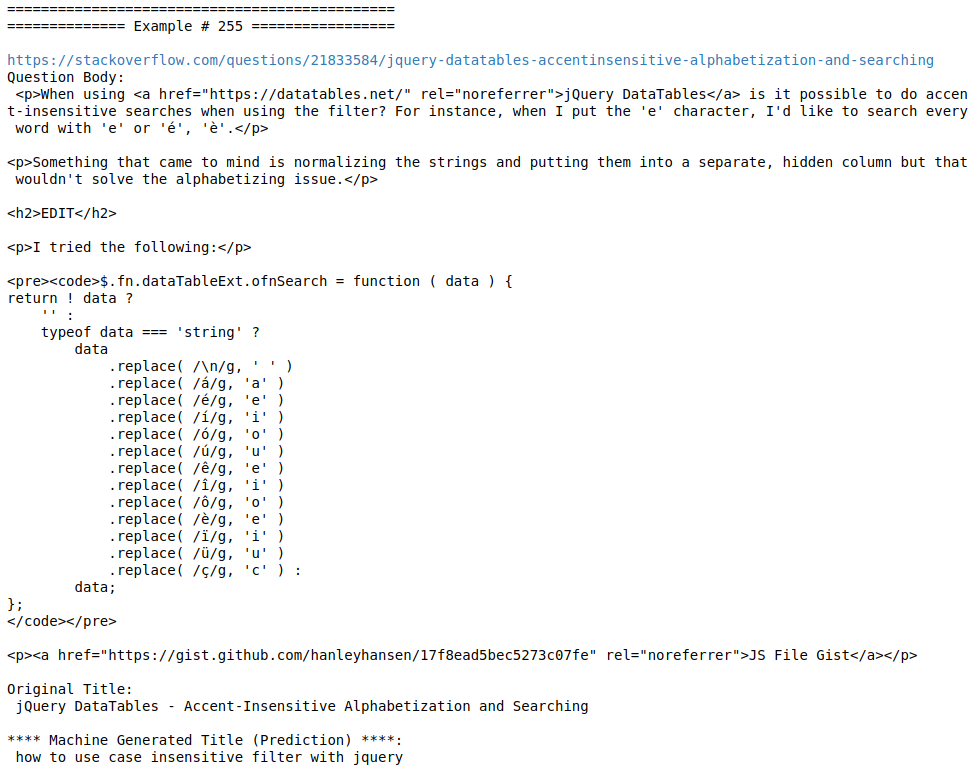 ==============================================
============== Example # 255 =================
https://stackoverflow.com/questions/21833584/jquery-datatables-accentinsensitive-alphabetization-and-searching
Question Body:
<p>When using <a href="https://datatables.net/" rel="noreferrer">jQuery DataTables</a> is it possible to do accen
t-insensitive searches when using the filter? For instance, when I put the 'e' character, I'd like to search every
word with 'e' or 'é', 'è'.</p>
<p>Something that came to mind is normalizing the strings and putting them into a separate, hidden column but that
wouldn't solve the alphabetizing issue.</p>
<h2>EDIT</h2>
<p>I tried the following:</p>
<pre><code>$.fn.dataTableExt.ofnSearch = function ( data ) {
return ! data ?
    '' :
    typeof data === 'string' ?
        data
            .replace( /\n/g, ' ' )
            .replace( /á/g, 'a' )
            .replace( /é/g, 'e' )
            .replace( /í/g, 'i' )
            .replace( /ó/g, 'o' )
            .replace( /ú/g, 'u' )
            .replace( /ê/g, 'e' )
            .replace( /î/g, 'i' )
            .replace( /ô/g, 'o' )
            .replace( /è/g, 'e' )
            .replace( /ï/g, 'i' )
            .replace( /ü/g, 'u' )
            .replace( /ç/g, 'c' ) :
        data;
};
</code></pre>
<p><a href="https://gist.github.com/hanleyhansen/17f8ead5bec5273c07fe" rel="noreferrer">JS File Gist</a></p>
Original Title:
jQuery DataTables - Accent-Insensitive Alphabetization and Searching
**** Machine Generated Title (Prediction) ****:
how to use case insensitive filter with jquery